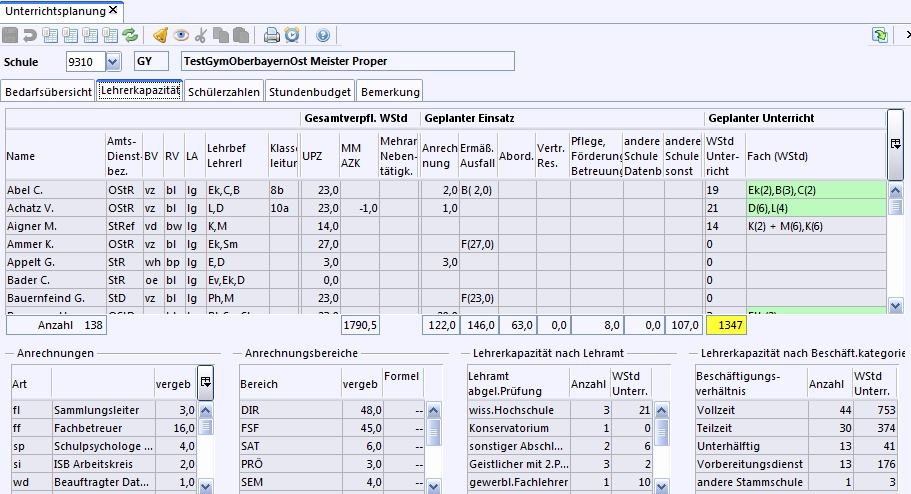 Unterrichtsplanung
Schule 9310 GY TestGymOberbayernOst Meister Proper
Bedarfsübersicht Lehrerkapazität Schülerzahlen Stundenbudget Bemerkung
Gesamtverpfl. WStd Geplanter Einsatz Geplanter Unterricht
Name Amts- Dienst- bez. BV RV LA Lehrbef Lehrerl Klasse leitur UPZ MM AZK Mehrar Neben- tätigk. Anrech nung Ermäß. Ausfall Abord. Vertr. Res. Pflege, Förderung Betreuung andere Schule Datenb andere Schule sonst WStd Unter- richt Fach (WStd)
Abel C. OStR vz bl lg Ek,C,B 8b 23,0 2,0 B( 2,0) 19 Ek(2),B(3),C(2)
Achatz V. OStR vz bl lg L,D 10a 23,0 -1,0 1,0 21 D(6),L(4)
Aigner M. StRef vd bw lg K,M 14,0 14 K(2) + M(6),K(6)
Ammer K. OStR vz bl lg Ek,Sm 27,0 F(27,0) 0
Appelt G. StR wh bp lg E,D 3,0 3,0 0
Bader C. StR oe bl lg Ev,Ek,D 0,0 0
Bauernfeind G. StD vz bl lg Ph,M 23,0 F(23,0) 0
Anzahl 138 1790,5 122,0 146,0 63,0 0,0 8,0 0,0 107,0 1347
Anrechnungen
Art vergeb
fl Sammlungsleiter 3,0
ff Fachbetreuer 16,0
sp Schulpsychologe ... 4,0
si ISB Arbeitskreis 2,0
wd Beauftragter Dat... 1,0
Anrechnungsbereiche
Bereich vergeb Formel
DIR 48,0 --
FSF 45,0 --
SAT 6,0 --
PRÖ 3,0 --
SEM 4,0 --
Lehrerkapazität nach Lehramt
Lehramt abgel.Prüfung Anzahl WStd Unterr.
wiss.Hochschule 3 21
Konservatorium 1 0
sonstiger Abschl... 2 6
Geistlicher mit 2.P... 3 2
gewerbl.Fachlehrer 1 10
Lehrerkapazität nach Beschäft.kategorie
Beschäftigungs- verhältnis Anzahl WStd Unterr.
Vollzeit 44 753
Teilzeit 30 374
Unterhälftig 13 41
Vorbereitungsdienst 13 176
andere Stammschule 1 3